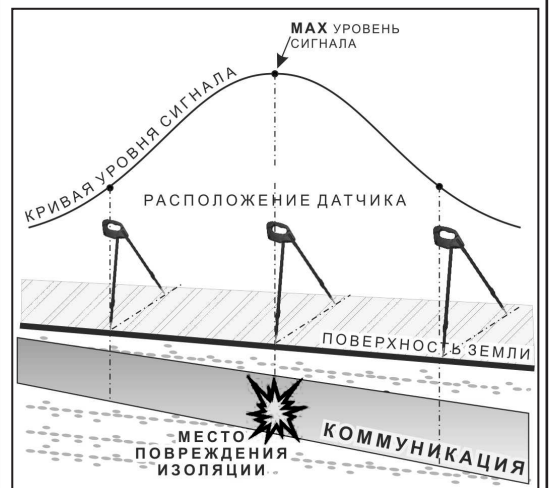 MAX УРОВЕНЬ
СИГНАЛА
КРИВАЯ УРОВНЯ СИГНАЛА
РАСПОЛОЖЕНИЕ ДАТЧИКА
ПОВЕРХНОСТЬ ЗЕМЛИ
МЕСТО
ПОВРЕЖДЕНИЯ
ИЗОЛЯЦИИ
КОММУНИКАЦИЯ